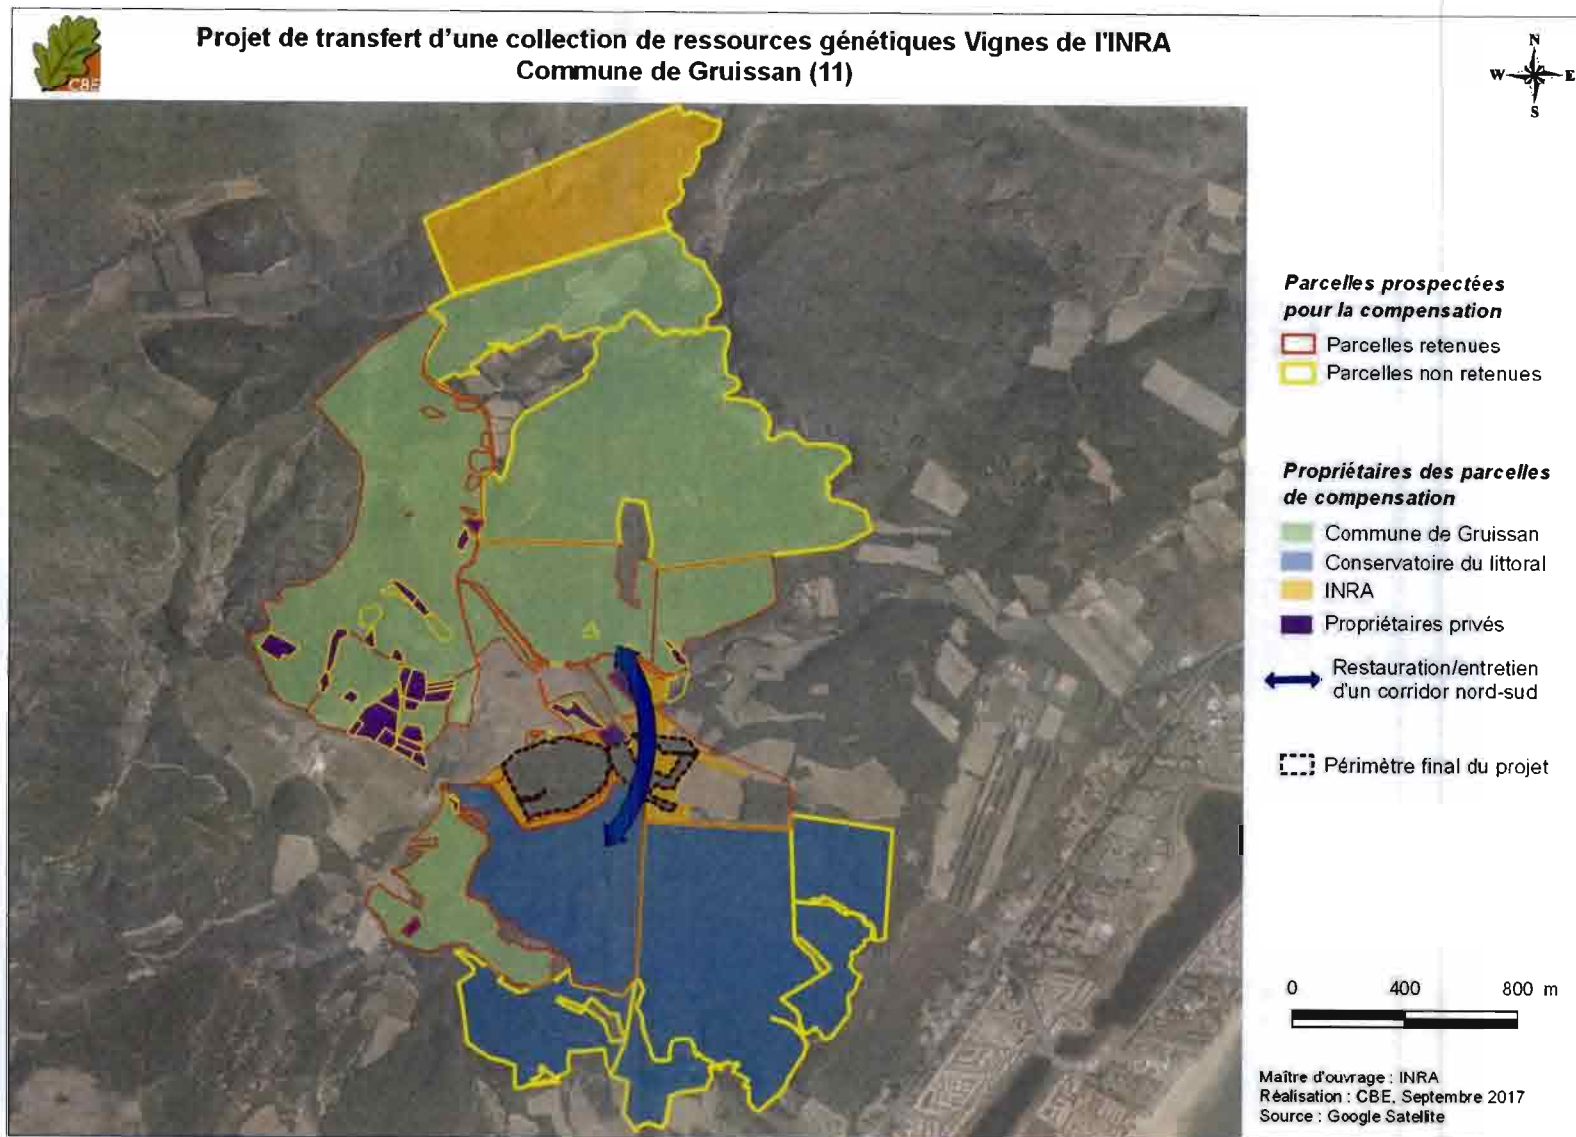 Projet de transfert d'une collection de ressources génétiques Vignes de l'INRA
Commune de Gruissan (11)
CBE
N
W
E
S
Parcelles prospectées
pour la compensation
Parcelles retenues
Parcelles non retenues
Propriétaires des parcelles
de compensation
Commune de Gruissan
Conservatoire du littoral
INRA
Propriétaires privés
Restauration/entretien
d'un corridor nord-sud
Périmètre final du projet
0 400 800 m
Maître d'ouvrage : INRA
Réalisation : CBE, Septembre 2017
Source : Google Satellite